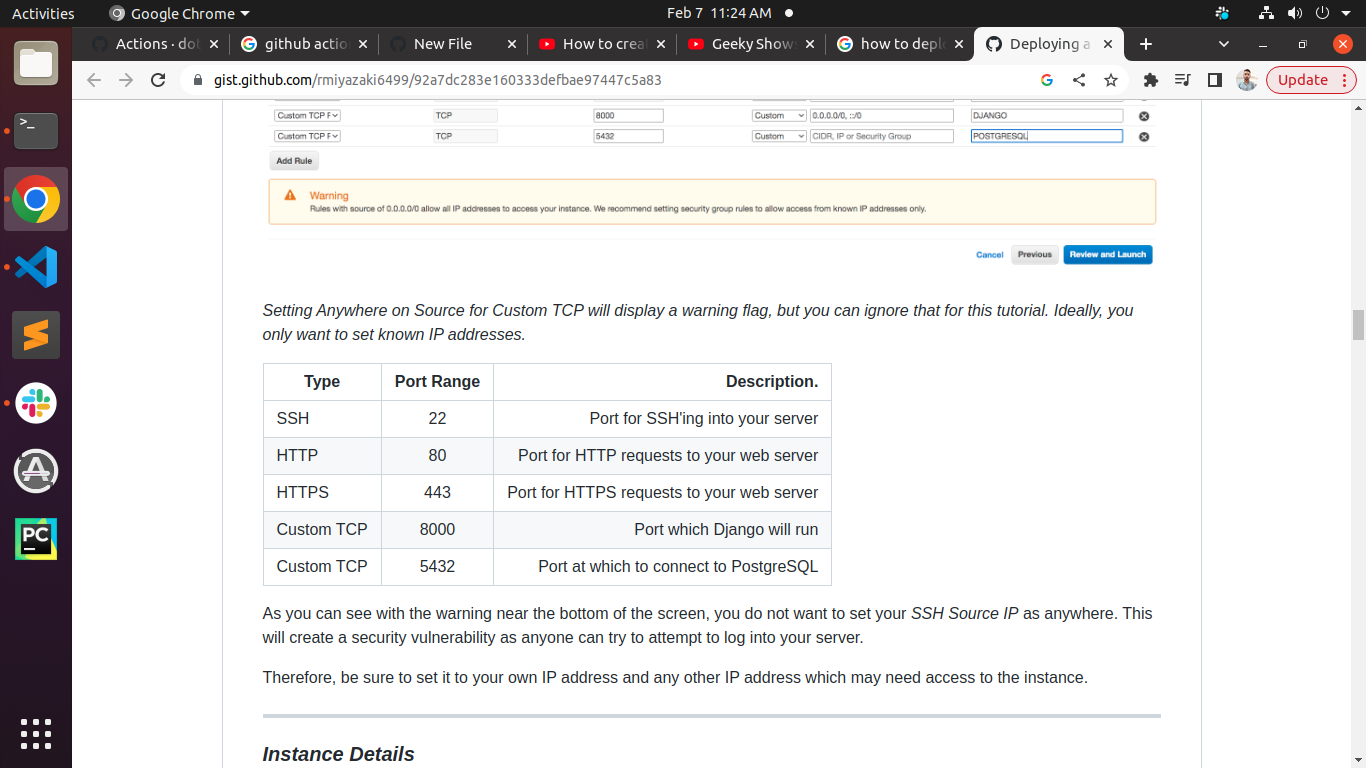 Activities Google Chrome Feb 7 11:24 AM
Actions · dot github actio New File How to crea Geeky Shows how to depl Deploying a
gist.github.com/rmiyazaki6499/92a7dc283e160333defbae97447c5a83 Update
Custom TCP F TCP 8000 Custom 0.0.0.0/0, ::/0 DJANGO
Custom TCP F TCP 5432 Custom CIDR, IP or Security Group POSTGRESQL
Add Rule
Warning
Rules with source of 0.0.0.0/0 allow all IP addresses to access your instance. We recommend setting security group rules to allow access from known IP addresses only.
Cancel Previous Review and Launch
Setting Anywhere on Source for Custom TCP will display a warning flag, but you can ignore that for this tutorial. Ideally, you
only want to set known IP addresses.
Type Port Range Description.
SSH 22 Port for SSH'ing into your server
HTTP 80 Port for HTTP requests to your web server
HTTPS 443 Port for HTTPS requests to your web server
Custom TCP 8000 Port which Django will run
Custom TCP 5432 Port at which to connect to PostgreSQL
As you can see with the warning near the bottom of the screen, you do not want to set your SSH Source IP as anywhere. This
will create a security vulnerability as anyone can try to attempt to log into your server.
Therefore, be sure to set it to your own IP address and any other IP address which may need access to the instance.
Instance Details
PC